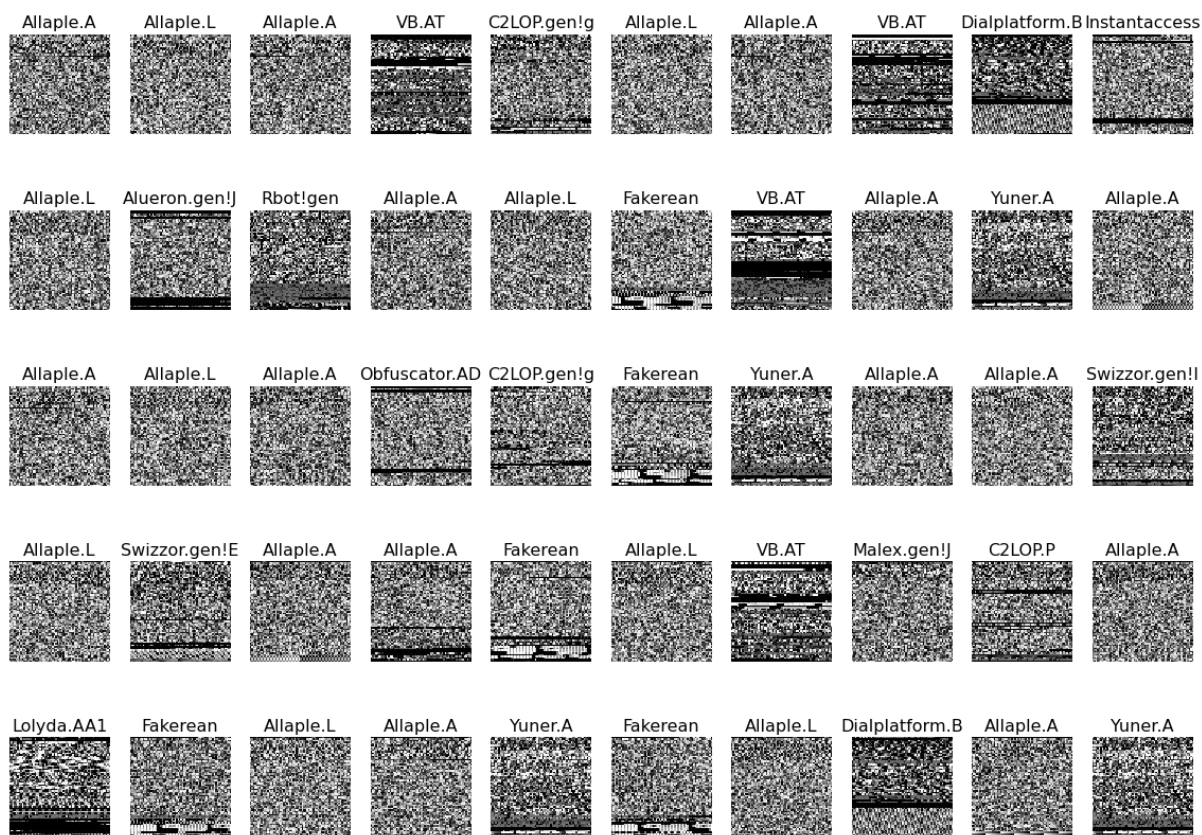 Allaple.A Allaple.L Allaple.A VB.AT C2LOP.gen!g Allaple.L Allaple.A VB.AT Dialplatform.B Instantaccess
Allaple.L Alueron.gen!J Rbot!gen Allaple.A Allaple.L Fakerean VB.AT Allaple.A Yuner.A Allaple.A
Allaple.A Allaple.L Allaple.A Obfuscator.AD C2LOP.gen!g Fakerean Yuner.A Allaple.A Allaple.A Swizzor.gen!I
Allaple.L Swizzor.gen!E Allaple.A Allaple.A Fakerean Allaple.L VB.AT Malex.gen!J C2LOP.P Allaple.A
Lolyda.AA1 Fakerean Allaple.L Allaple.A Yuner.A Fakerean Allaple.L Dialplatform.B Allaple.A Yuner.A